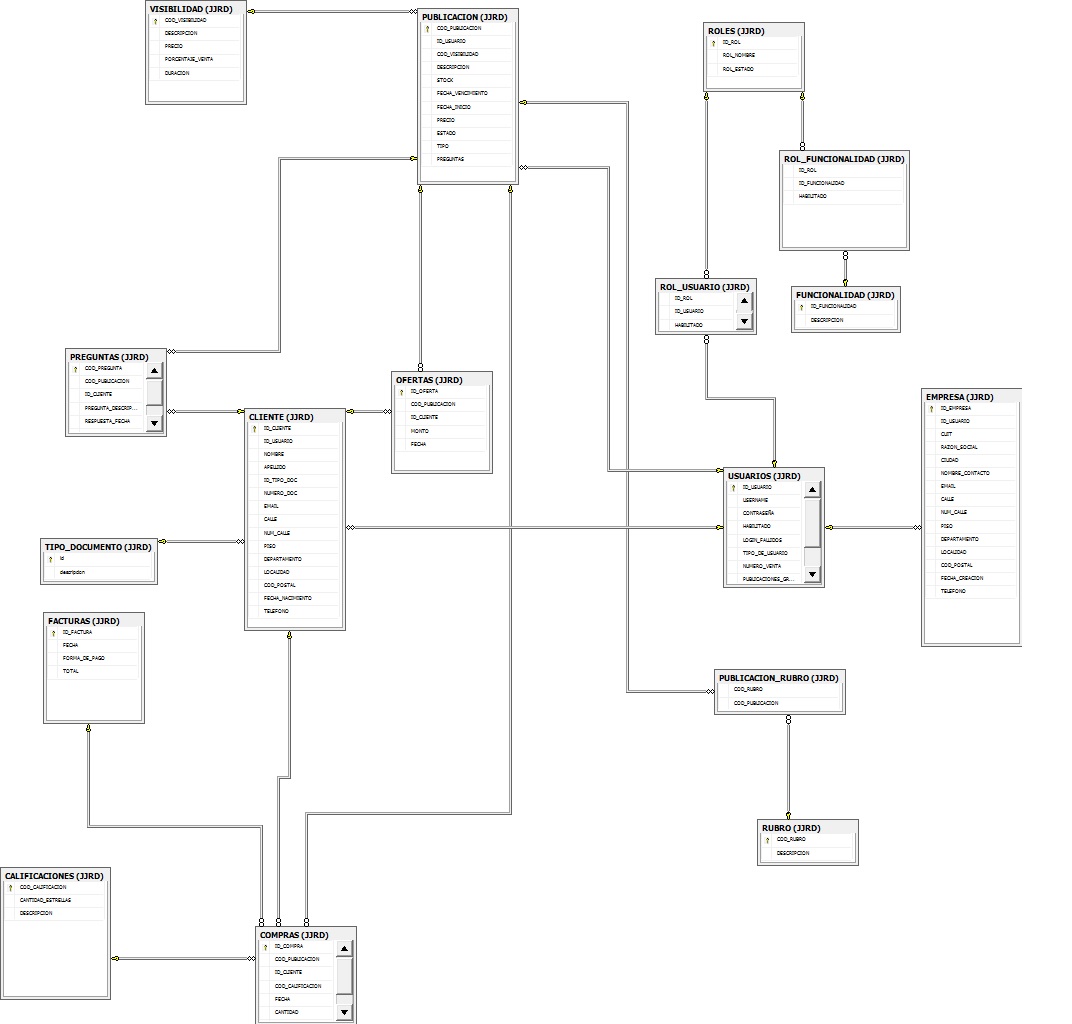 VISIBILIDAD (JJRD)
COD_VISIBILIDAD
DESCRIPCION
PRECIO
PORCENTAJE_VENTA
DURACION
PUBLICACION (JJRD)
COD_PUBLICACION
ID_USUARIO
COD_VISIBILIDAD
DESCRIPCION
STOCK
FECHA_VENCIMIENTO
FECHA_INICIO
PRECIO
ESTADO
TIPO
PREGUNTAS
ROLES (JJRD)
ID_ROL
ROL_NOMBRE
ROL_ESTADO
ROL_FUNCIONALIDAD (JJRD)
ID_ROL
ID_FUNCIONALIDAD
HABILITADO
ROL_USUARIO (JJRD)
ID_ROL
ID_USUARIO
HABILITADO
FUNCIONALIDAD (JJRD)
ID_FUNCIONALIDAD
DESCRIPCION
PREGUNTAS (JJRD)
COD_PREGUNTA
COD_PUBLICACION
ID_CLIENTE
PREGUNTA_DESCRIP...
RESPUESTA_FECHA
OFERTAS (JJRD)
ID_OFERTA
COD_PUBLICACION
ID_CLIENTE
MONTO
FECHA
CLIENTE (JJRD)
ID_CLIENTE
ID_USUARIO
NOMBRE
APELLIDO
ID_TIPO_DOC
NUMERO_DOC
EMAIL
CALLE
NUM_CALLE
PISO
DEPARTAMENTO
LOCALIDAD
COD_POSTAL
FECHA_NACIMIENTO
TELEFONO
EMPRESA (JJRD)
ID_EMPRESA
ID_USUARIO
CUIT
RAZON_SOCIAL
CIUDAD
NOMBRE_CONTACTO
EMAIL
CALLE
NUM_CALLE
PISO
DEPARTAMENTO
LOCALIDAD
COD_POSTAL
FECHA_CREACION
TELEFONO
USUARIOS (JJRD)
ID_USUARIO
USERNAME
CONTRASEÑA
HABILITADO
LOGIN_FALLIDOS
TIPO_DE_USUARIO
NUMERO_VENTA
PUBLICACIONES_GR...
TIPO_DOCUMENTO (JJRD)
id
descripcion
FACTURAS (JJRD)
ID_FACTURA
FECHA
FORMA_DE_PAGO
TOTAL
PUBLICACION_RUBRO (JJRD)
COD_RUBRO
COD_PUBLICACION
RUBRO (JJRD)
COD_RUBRO
DESCRIPCION
CALIFICACIONES (JJRD)
COD_CALIFICACION
CANTIDAD_ESTRELLAS
DESCRIPCION
COMPRAS (JJRD)
ID_COMPRA
COD_PUBLICACION
ID_CLIENTE
COD_CALIFICACION
FECHA
CANTIDAD